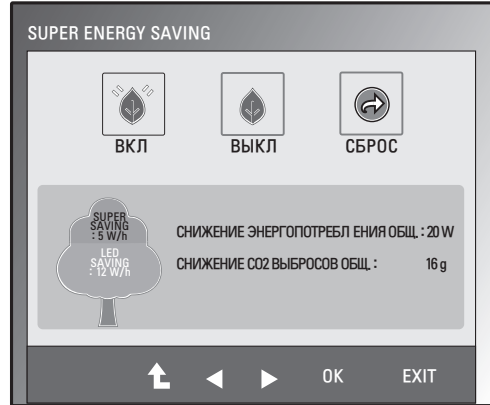 SUPER ENERGY SAVING
ВКЛ ВЫКЛ СБРОС
SUPER
SAVING
: 5 W/h
LED
SAVING
: 12 W/h
СНИЖЕНИЕ ЭНЕРГОПОТРЕБЛ ЕНИЯ ОБЩ. : 20 W
СНИЖЕНИЕ СО2 ВЫБРОСОВ ОБЩ. : 16 g
OK EXIT